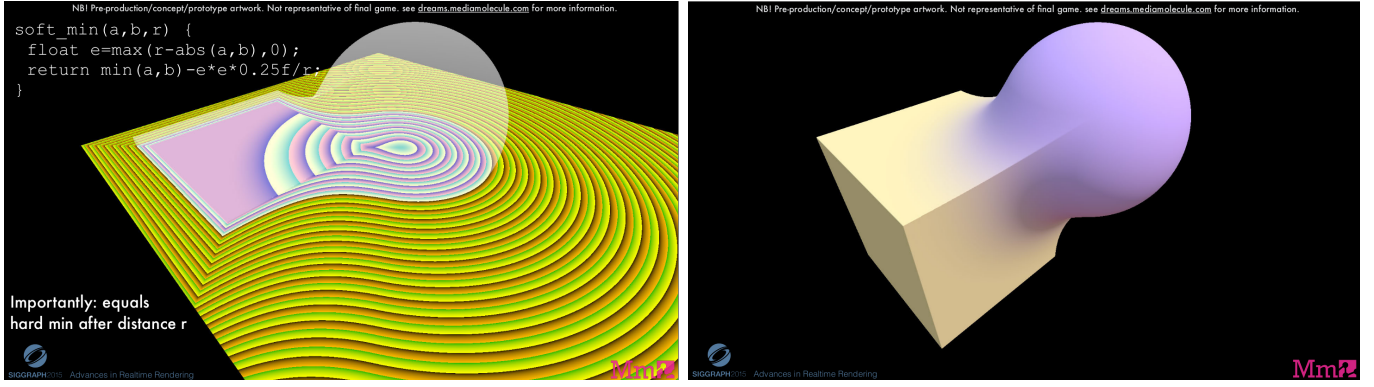 NB! Pre-production/concept/prototype artwork. Not representative of final game. see dreams.mediamolecule.com for more information.
soft_min(a,b,r) {
float e=max(r-abs(a,b),0);
return min(a,b)-e*e*0.25f/r;
}
Importantly: equals
hard min after distance r
SIGGRAPH2015 Advances in Realtime Rendering
Mm
NB! Pre-production/concept/prototype artwork. Not representative of final game. see dreams.mediamolecule.com for more information.
SIGGRAPH2015 Advances in Realtime Rendering
Mm